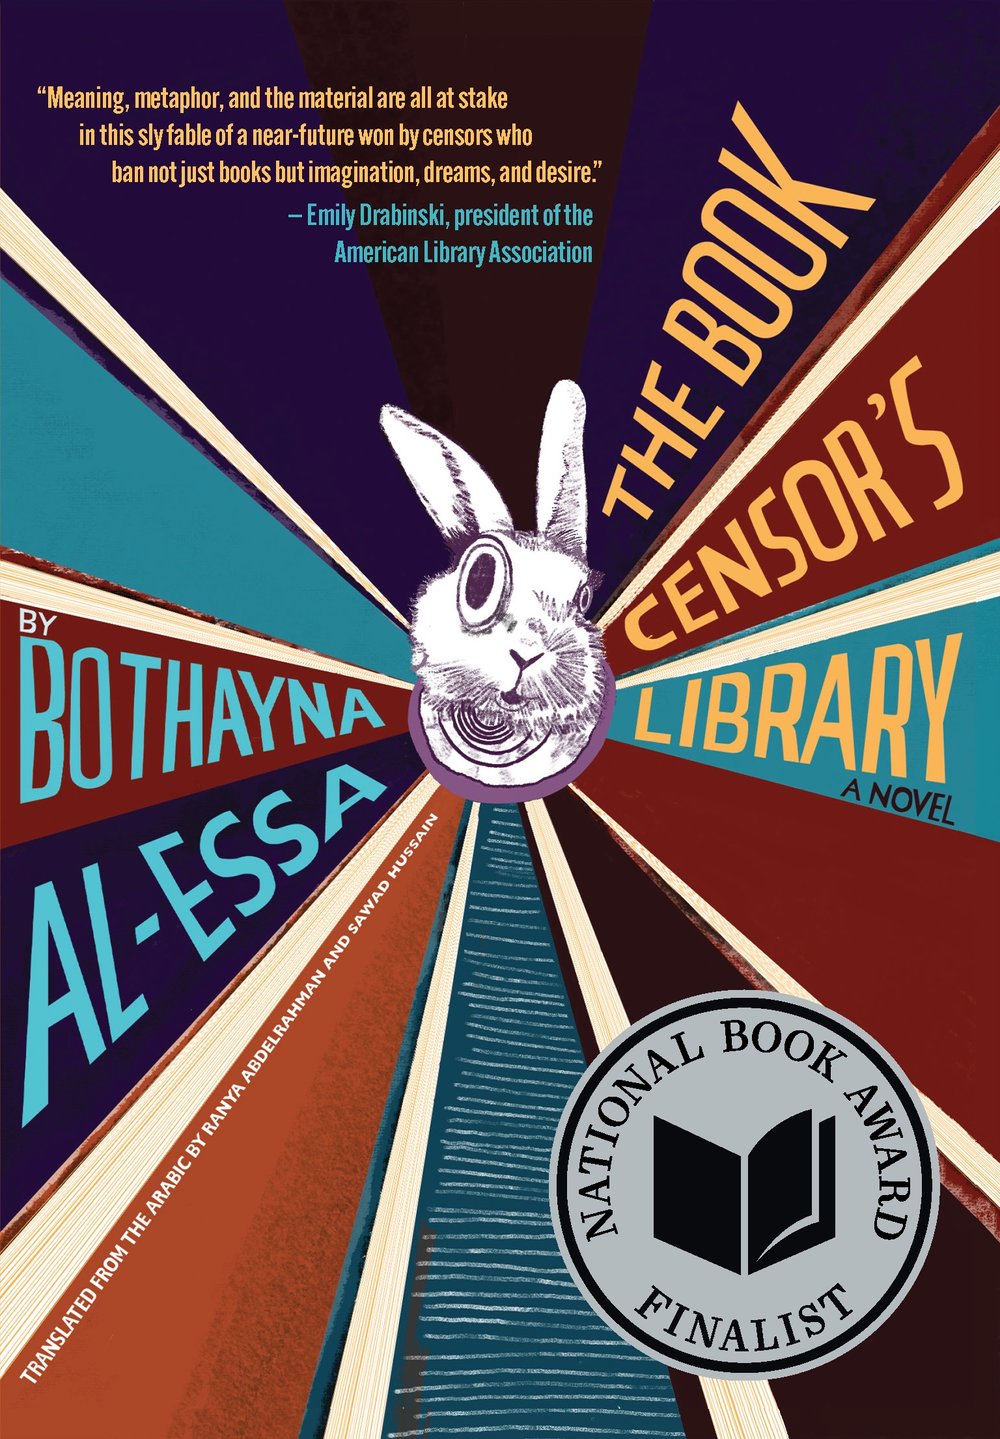 “Meaning, metaphor, and the material are all at stake
in this sly fable of a near-future won by censors who
ban not just books but imagination, dreams, and desire.”
– Emily Drabinski, president of the
American Library Association
THE BOOK
CENSOR’S
LIBRARY
A NOVEL
BY
BOTHAYNA
AL-ESSA
TRANSLATED FROM THE ARABIC BY RANYA ABDELRAHMAN AND SAWAD HUSSAIN
NATIONAL BOOK AWARD
FINALIST